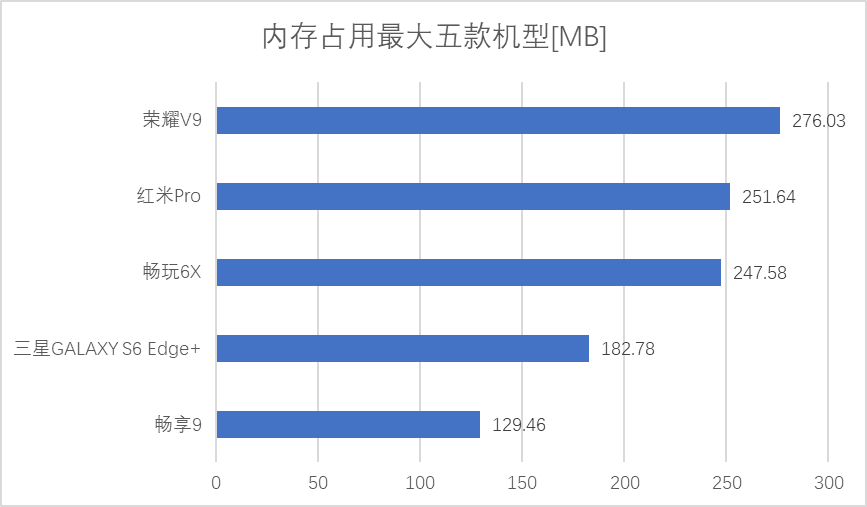 内存占用最大五款机型[MB]
荣耀V9
276.03
红米Pro
251.64
畅玩6X
247.58
三星GALAXY S6 Edge+
182.78
畅享9
129.46
0 50 100 150 200 250 300